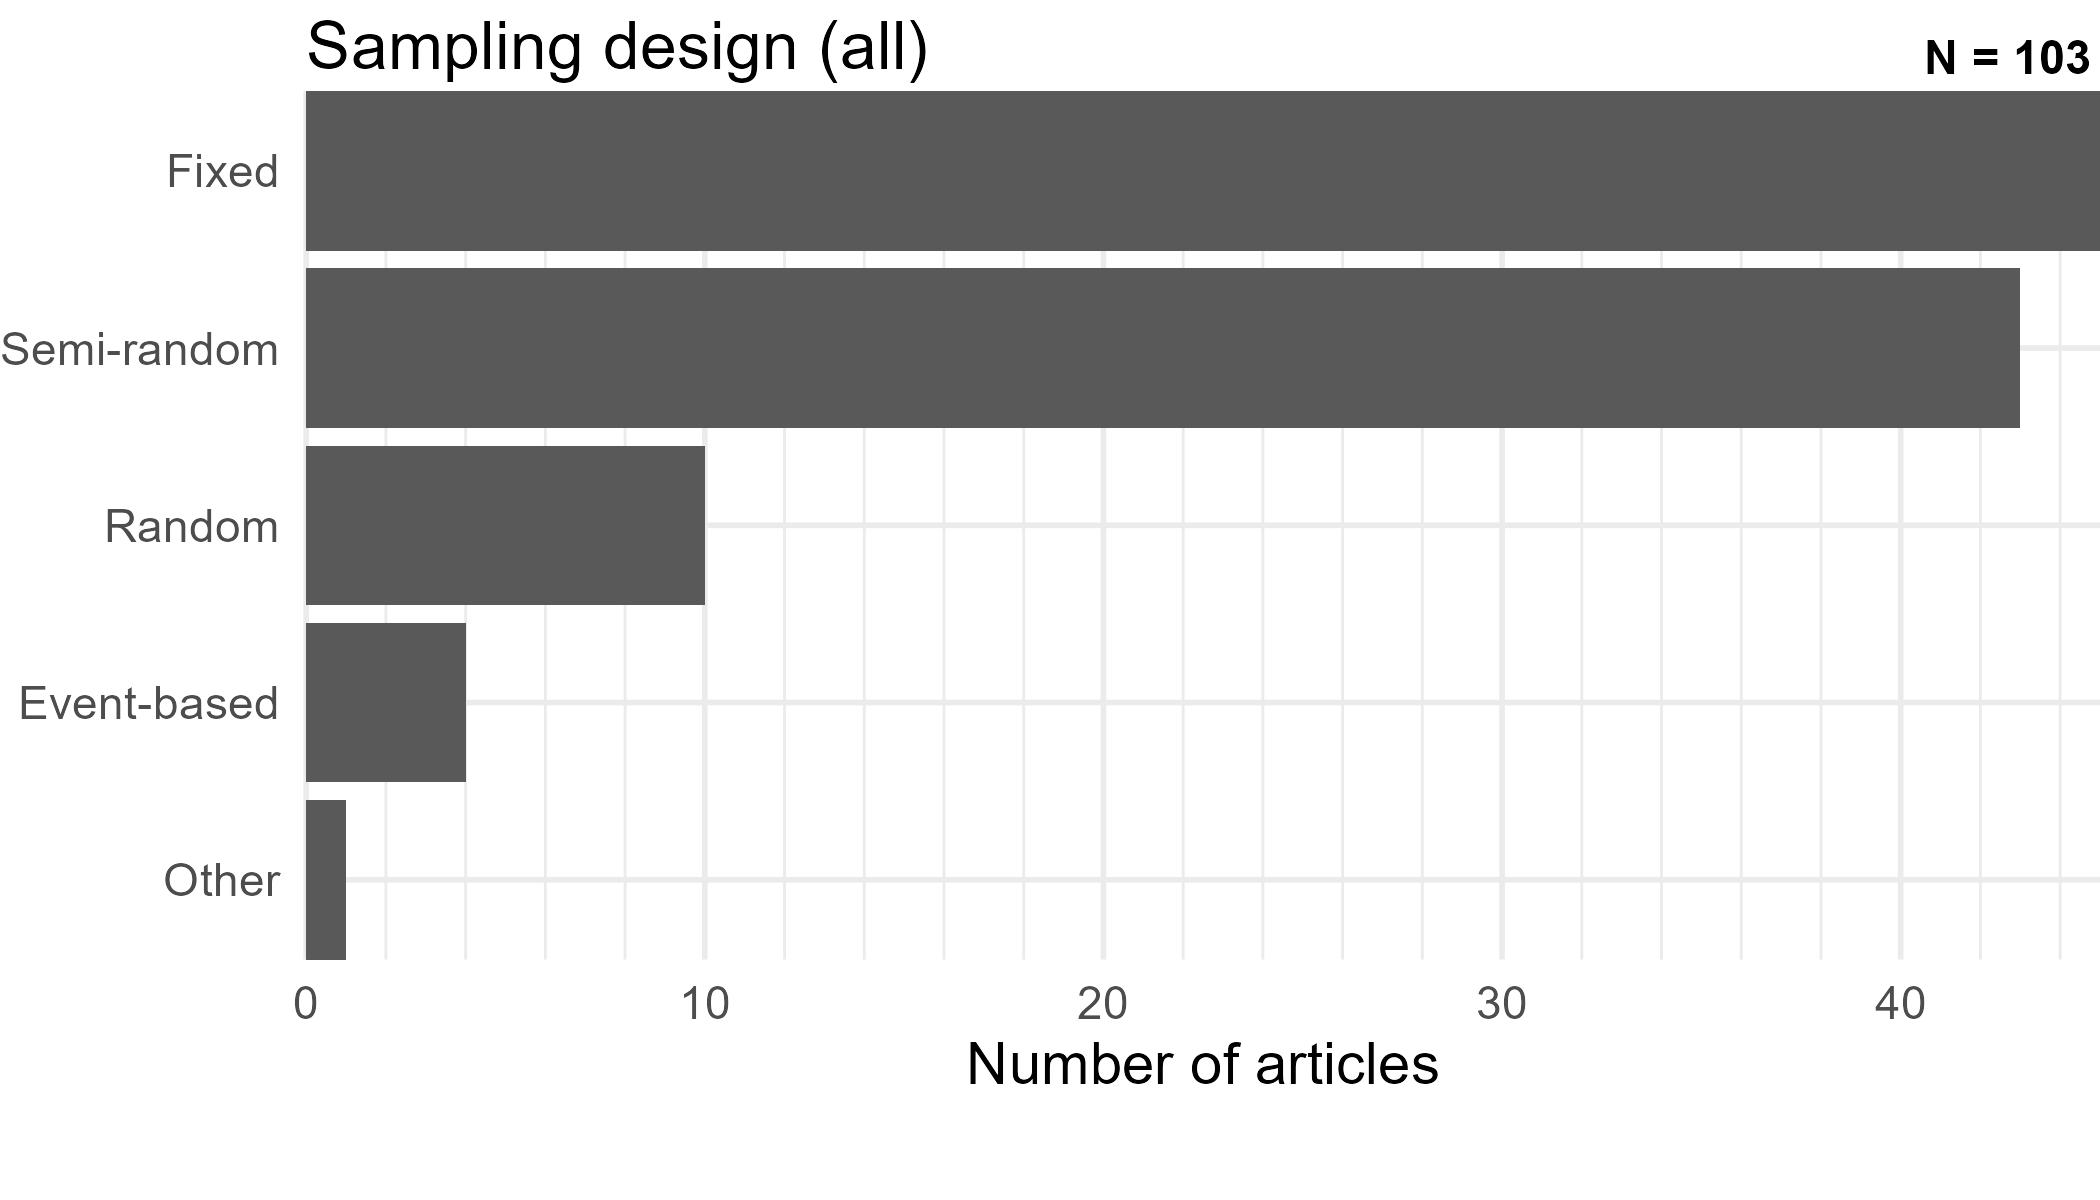 Sampling design (all)
N = 103
Fixed
Semi-random
Random
Event-based
Other
0 10 20 30 40
Number of articles